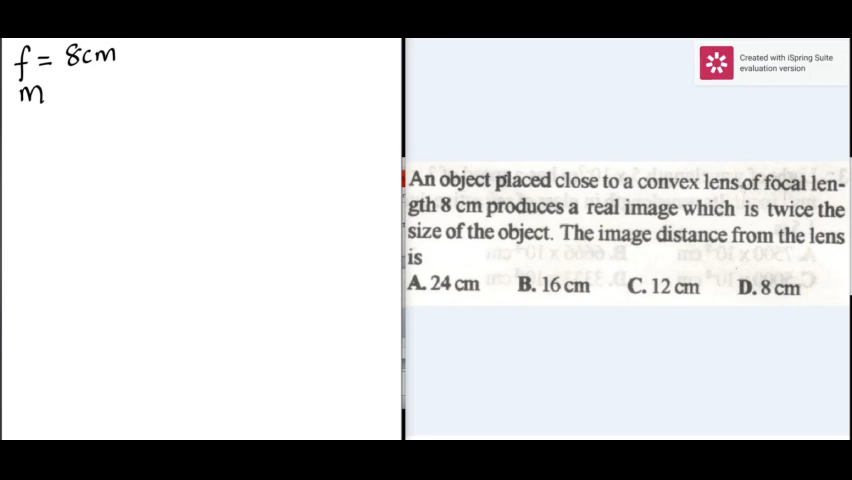 f = 8cm
m
Created with iSpring Suite
evaluation version
An object placed close to a convex lens of focal len-
gth 8 cm produces a real image which is twice the
size of the object. The image distance from the lens
is
A. 24 cm B. 16 cm C. 12 cm D. 8 cm